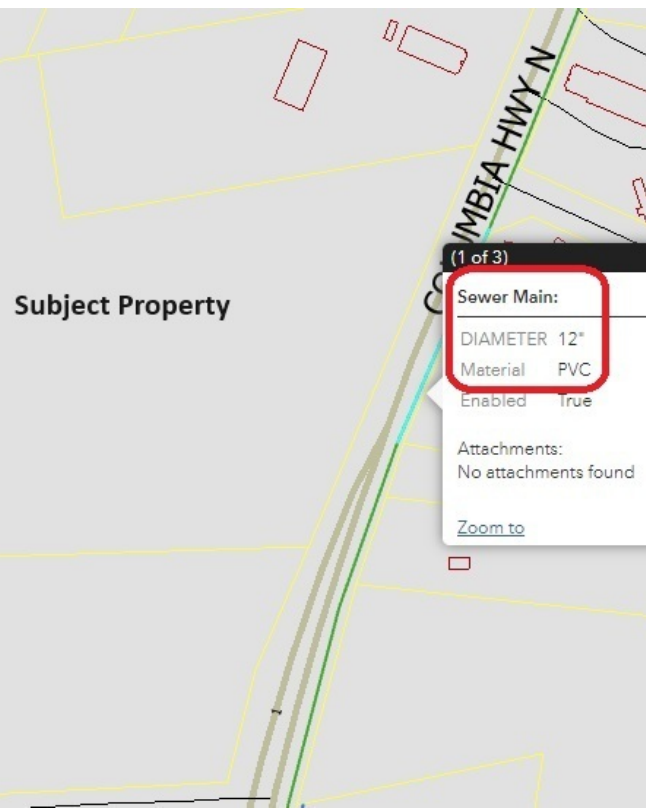 COLUMBIA HWY N
(1 of 3)
Sewer Main:
Subject Property
DIAMETER 12"
Material PVC
Enabled True
Attachments:
No attachments found
Zoom to
1